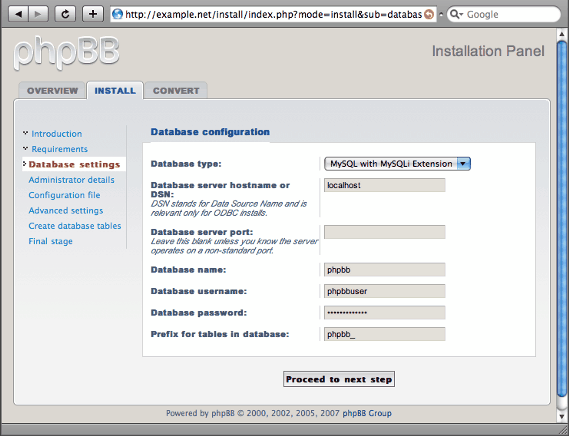 http://example.net/install/index.php?mode=install&sub=databas
Google
phpBB
Installation Panel
OVERVIEW
INSTALL
CONVERT
Introduction
Requirements
Database settings
Administrator details
Configuration file
Advanced settings
Create database tables
Final stage
Database configuration
Database type:
MySQL with MySQLi Extension
Database server hostname or
DSN:
DSN stands for Data Source Name and is
relevant only for ODBC installs.
localhost
Database server port:
Leave this blank unless you know the server
operates on a non-standard port.
Database name:
phpbb
Database username:
phpbbuser
Database password:
•••••••••••••
Prefix for tables in database:
phpbb_
Proceed to next step
Powered by phpBB © 2000, 2002, 2005, 2007 phpBB Group